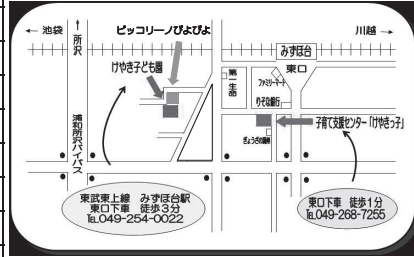 ← 池袋
↑
所沢
ピッコリーノぴよぴよ
川越 →
みずほ台
けやき子ども園
第一生命
東口
ファミリーマート
りそな銀行
浦和所沢バイパス
子育て支援センター「けやきっ子」
ぎょうざの満洲
東武東上線 みずほ台駅
東口下車 徒歩3分
℡049-254-0022
東口下車 徒歩1分
℡049-268-7255